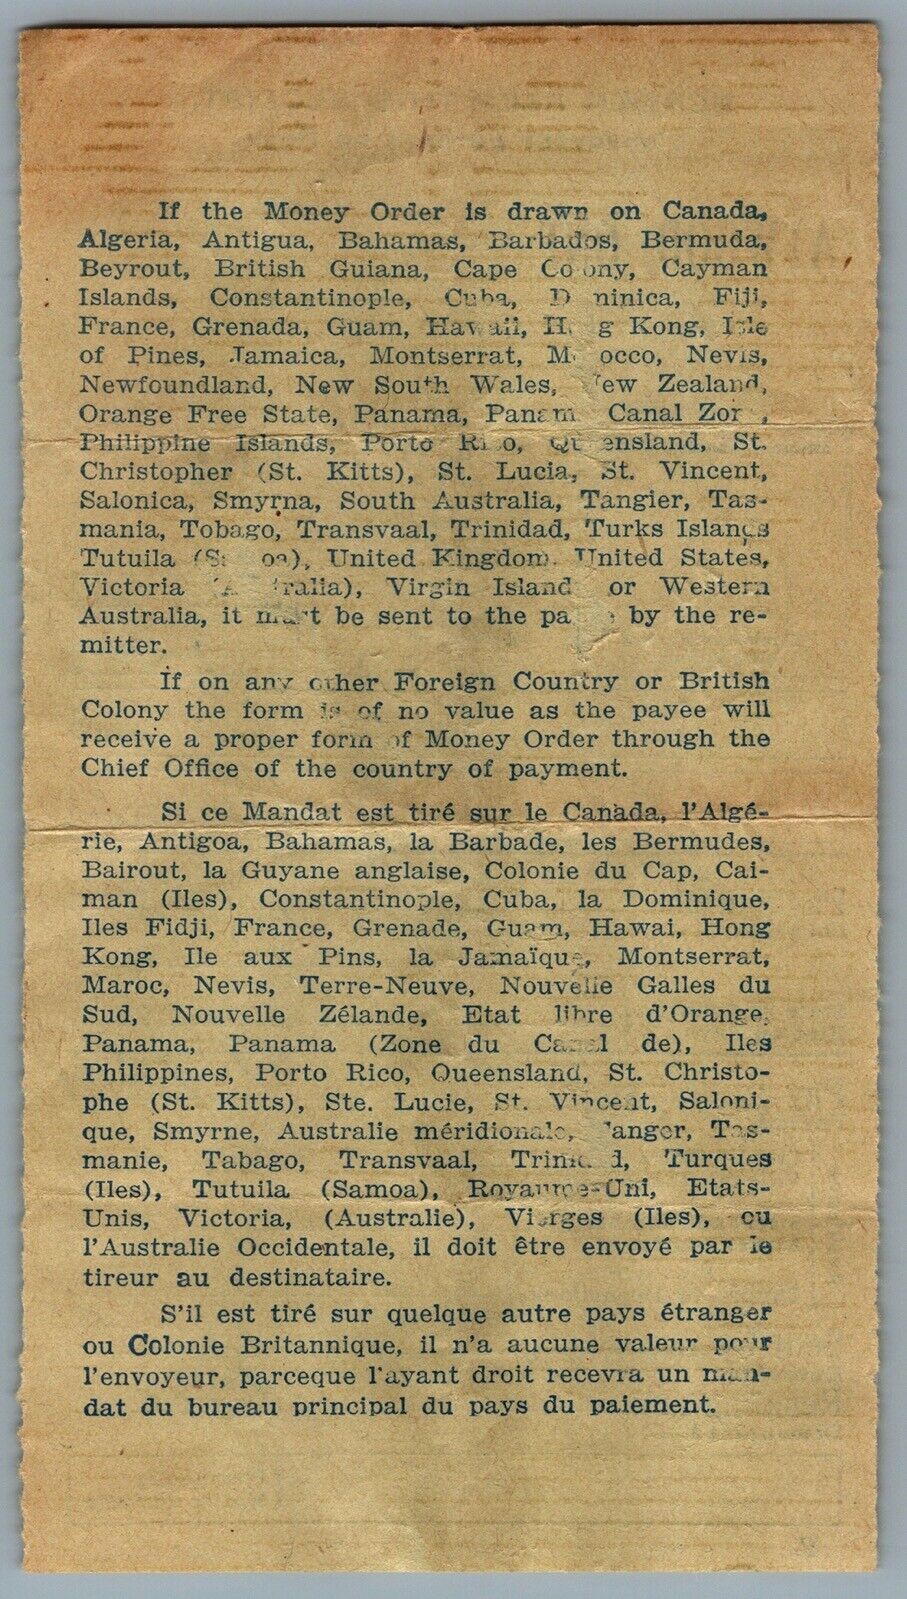 If the Money Order is drawn on Canada,
Algeria, Antigua, Bahamas, Barbados, Bermuda,
Beyrout, British Guiana, Cape Colony, Cayman
Islands, Constantinople, Cuba, Dominica, Fiji,
France, Grenada, Guam, Hawaii, Hong Kong, Isle
of Pines, Jamaica, Montserrat, Morocco, Nevis,
Newfoundland, New South Wales, New Zealand,
Orange Free State, Panama, Panama Canal Zone,
Philippine Islands, Porto Rico, Queensland, St.
Christopher (St. Kitts), St. Lucia, St. Vincent,
Salonica, Smyrna, South Australia, Tangier, Tas-
mania, Tobago, Transvaal, Trinidad, Turks Islands
Tutuila (Samoa), United Kingdom, United States,
Victoria (Australia), Virgin Islands or Western
Australia, it must be sent to the payee by the re-
mitter.
If on any other Foreign Country or British
Colony the form is of no value as the payee will
receive a proper form of Money Order through the
Chief Office of the country of payment.
Si ce Mandat est tiré sur le Canada, l'Algé-
rie, Antigoa, Bahamas, la Barbade, les Bermudes,
Bairout, la Guyane anglaise, Colonie du Cap, Cai-
man (Iles), Constantinople, Cuba, la Dominique,
Iles Fidji, France, Grenade, Guam, Hawai, Hong
Kong, Ile aux Pins, la Jamaïque, Montserrat,
Maroc, Nevis, Terre-Neuve, Nouvelle Galles du
Sud, Nouvelle Zélande, Etat libre d'Orange,
Panama, Panama (Zone du Canal de), Iles
Philippines, Porto Rico, Queensland, St. Christo-
phe (St. Kitts), Ste. Lucie, St. Vincent, Saloni-
que, Smyrne, Australie méridionale, Tanger, Tas-
manie, Tabago, Transvaal, Trinidad, Turques
(Iles), Tutuila (Samoa), Royaume-Uni, Etats-
Unis, Victoria, (Australie), Vierges (Iles), ou
l'Australie Occidentale, il doit être envoyé par le
tireur au destinataire.
S'il est tiré sur quelque autre pays étranger
ou Colonie Britannique, il n'a aucune valeur pour
l'envoyeur, parceque l'ayant droit recevra un man-
dat du bureau principal du pays du paiement.